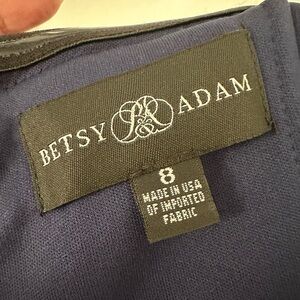 BETSY ADAM
8
MADE IN USA
OF IMPORTED
FABRIC